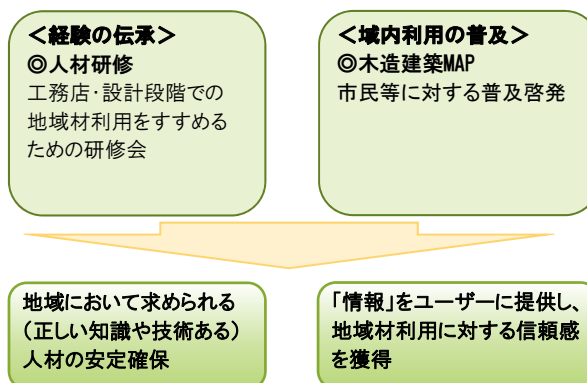 ＜経験の伝承＞
◎人材研修
工務店・設計段階での
地域材利用をすすめる
ための研修会
＜域内利用の普及＞
◎木造建築MAP
市民等に対する普及啓発
地域において求められる
（正しい知識や技術ある）
人材の安定確保
「情報」をユーザーに提供し、
地域材利用に対する信頼感
を獲得